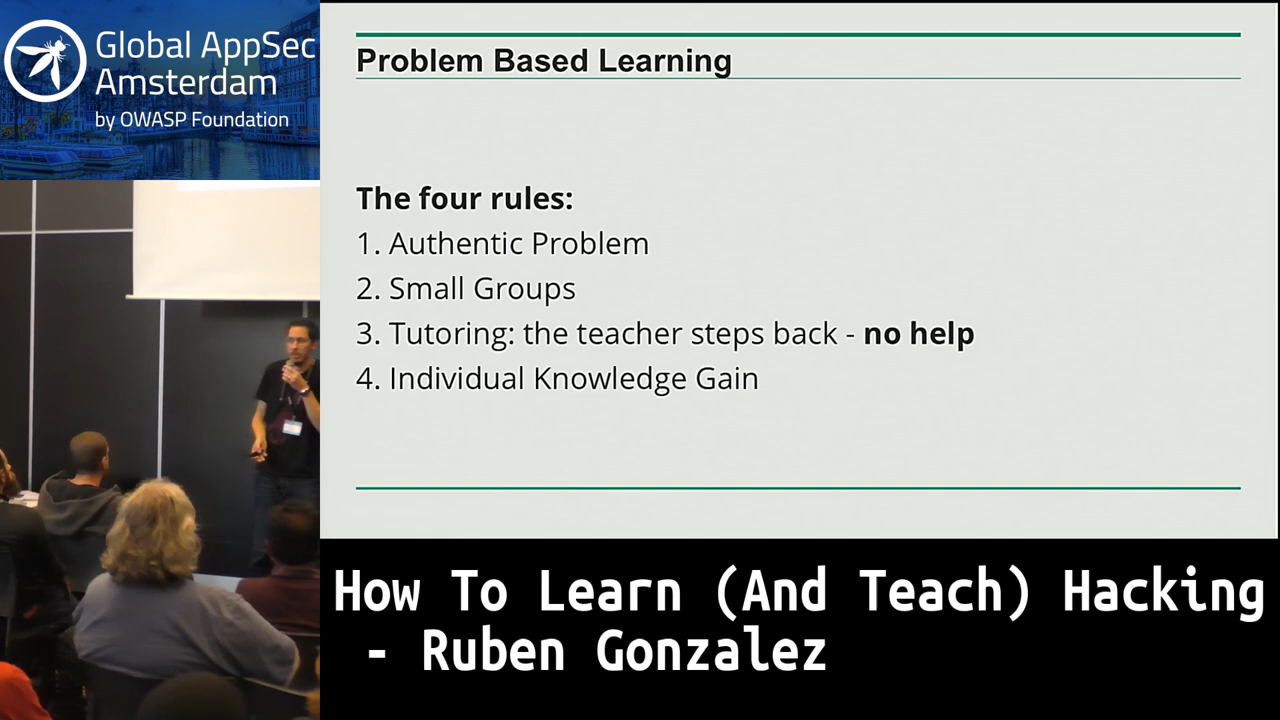 Global AppSec
Amsterdam
by OWASP Foundation
Problem Based Learning
The four rules:
1. Authentic Problem
2. Small Groups
3. Tutoring: the teacher steps back - no help
4. Individual Knowledge Gain
How To Learn (And Teach) Hacking
- Ruben Gonzalez